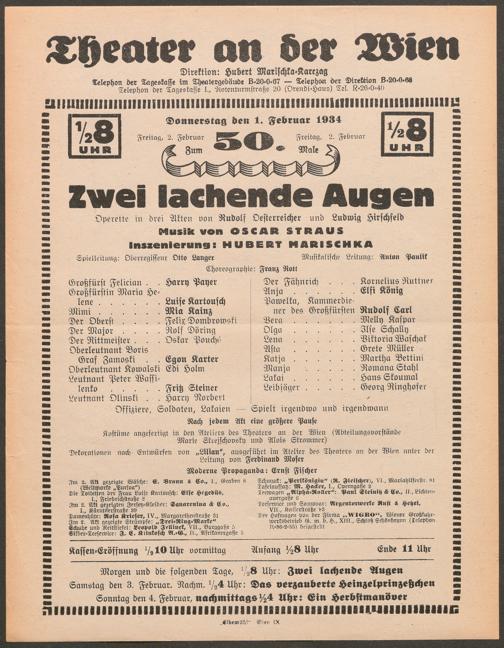 Theater an der Wien
Direktion: Hubert Marischka-Karczag
Telephon der Tageskasse im Theatergebäude B-20-0-67 — Telephon der Direktion B-20-0-68
Telephon der Tageskasse I., Rotenturmstraße 20 (Orendi-Haus) Tel. R-26-0-40
Donnerstag den 1. Februar 1934
1/2 8 UHR
Freitag, 2. Februar 50. Freitag, 2. Februar
Zum Male
1/2 8 UHR
Zwei lachende Augen
Operette in drei Akten von Rudolf Oesterreicher und Ludwig Hirschfeld
Musik von OSCAR STRAUS
Inszenierung: HUBERT MARISCHKA
Spielleitung: Oberregisseur Otto Langer Musikalische Leitung: Anton Paulik
Choreographie: Franz Rott
Großfürst Felician . . Harry Payer
Großfürstin Maria He-
lene . . . . . Luise Kartousch
Mimi . . . . . Mia Kainz
Der Oberst . . . . Felix Dombrowski
Der Major . . . . Rolf Döring
Der Rittmeister . . . Oskar Pouché
Oberleutnant Boris
Graf Zamoski . . Egon Karter
Oberleutnant Kowalski Edi Holm
Leutnant Peter Wassi-
lenko . . . . . Fritz Steiner
Leutnant Olinski . . Harry Norbert
Der Fähnrich . . . Kornelius Kuttner
Anja . . . . . Elfi König
Pawelka, Kammerdie-
ner des Großfürsten Rudolf Carl
Vera . . . . . Nelly Kaspar
Olga . . . . . Ilse Schally
Lena . . . . . Viktoria Waschak
Asta . . . . . Grete Müller
Katja . . . . . Martha Bettini
Manja . . . . . Romana Stahl
Lakai . . . . . Hans Skoumal
Leibjäger . . . . Georg Ringhofer
Offiziere, Soldaten, Lakaien — Spielt irgendwo und irgendwann
Nach jedem Akt eine größere Pause
Kostüme angefertigt in den Ateliers des Theaters an der Wien (Abteilungsvorstände
Marie Skrejschovsky und Alois Strommer)
Dekorationen nach Entwürfen von „Lilian", ausgeführt im Atelier des Theaters an der Wien unter der
Leitung von Ferdinand Moser
Moderne Propaganda: Ernst Fischer
Kassen-Eröffnung 1/2 10 Uhr vormittag Anfang 1/2 8 Uhr Ende 11 Uhr
Morgen und die folgenden Tage, 1/2 8 Uhr: Zwei lachende Augen
Samstag den 3. Februar, Nachm. 1/2 4 Uhr: Das verzauberte Heinzelprinzeßchen
Sonntag den 4. Februar, nachmittags 1/4 4 Uhr: Ein Herbstmanöver